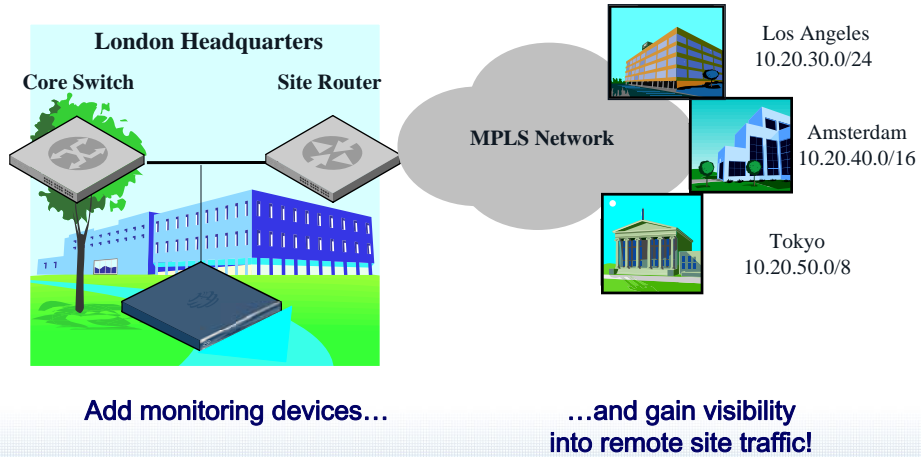 London Headquarters
Core Switch
Site Router
MPLS Network
Los Angeles
10.20.30.0/24
Amsterdam
10.20.40.0/16
Tokyo
10.20.50.0/8
Add monitoring devices…
…and gain visibility
into remote site traffic!